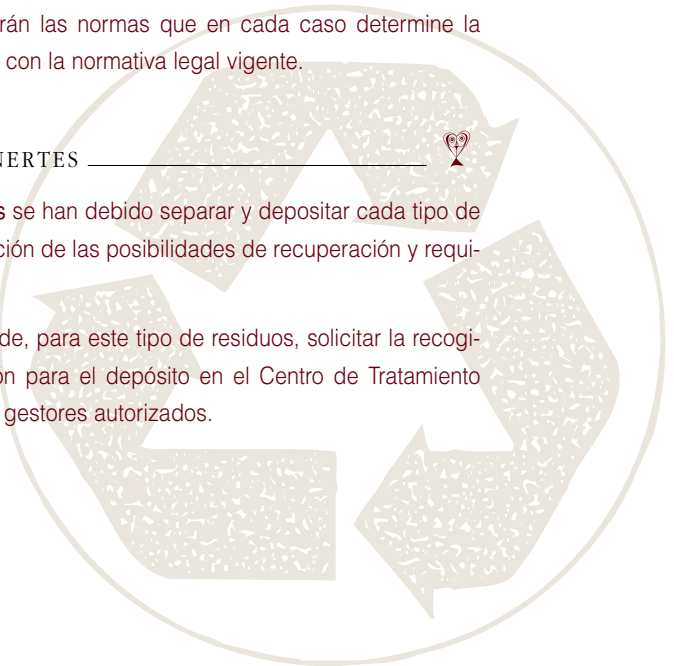 rán las normas que en cada caso determine la
con la normativa legal vigente.
NERTES
s se han debido separar y depositar cada tipo de
ción de las posibilidades de recuperación y requi-
de, para este tipo de residuos, solicitar la recogi-
ón para el depósito en el Centro de Tratamiento
gestores autorizados.